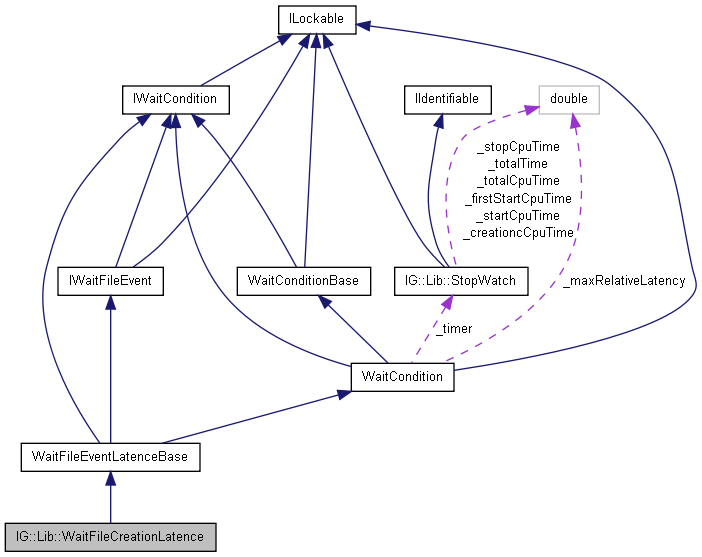 ILockable
IWaitCondition
IIdentifiable
double
_stopCpuTime
_totalTime
_totalCpuTime
_firstStartCpuTime
_startCpuTime
_creationcCpuTime
IWaitFileEvent
WaitConditionBase
IG::Lib::StopWatch
_maxRelativeLatency
_timer
WaitCondition
WaitFileEventLatenceBase
IG::Lib::WaitFileCreationLatence